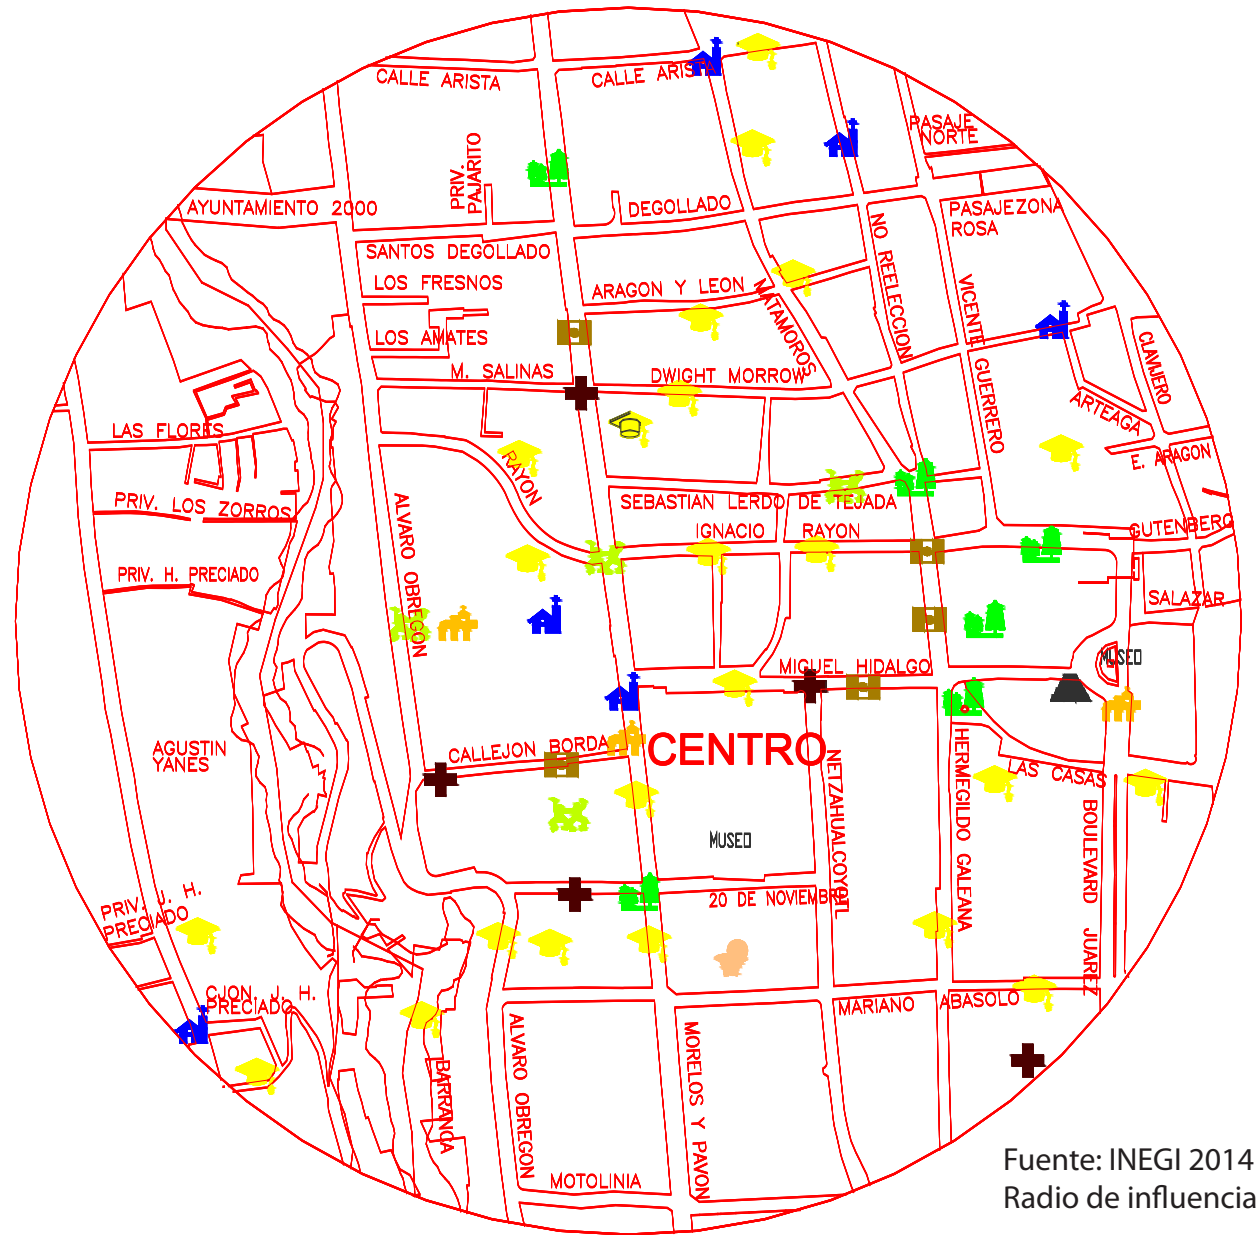 CALLE ARISTA
CALLE ARISTA
PASAJE
NORTE
PRIV.
PAJARITO
AYUNTAMIENTO 2000
DEGOLLADO
PASAJEZONA
ROSA
SANTOS DEGOLLADO
NO REELECCION
LOS FRESNOS
ARAGON Y LEON
MATAMOROS
VICENTE GUERRERO
LOS AMATES
CLAVIJERO
M. SALINAS
DWIGHT MORROW
ARTEAGA
LAS FLORES
RAYON
E. ARAGON
PRIV. LOS ZORROS
ALVARO OBREGON
SEBASTIAN LERDO DE TEJADA
IGNACIO RAYON
GUTENBERG
PRIV. H. PRECIADO
SALAZAR
MIGUEL HIDALGO
MUSEO
AGUSTIN
YANES
CALLEJON BORDA
CENTRO
NETZAHUALCOYOTL
HERMEGILDO GALEANA
LAS CASAS
BOULEVARD JUAREZ
MUSEO
PRIV. J. H.
PRECIADO
20 DE NOVIEMBRE
CJON. J. H.
PRECIADO
MARIANO ABASOLO
ALVARO OBREGON
BARRANCA
MORELOS Y PAVON
MOTOLINIA
Fuente: INEGI 2014
Radio de influencia